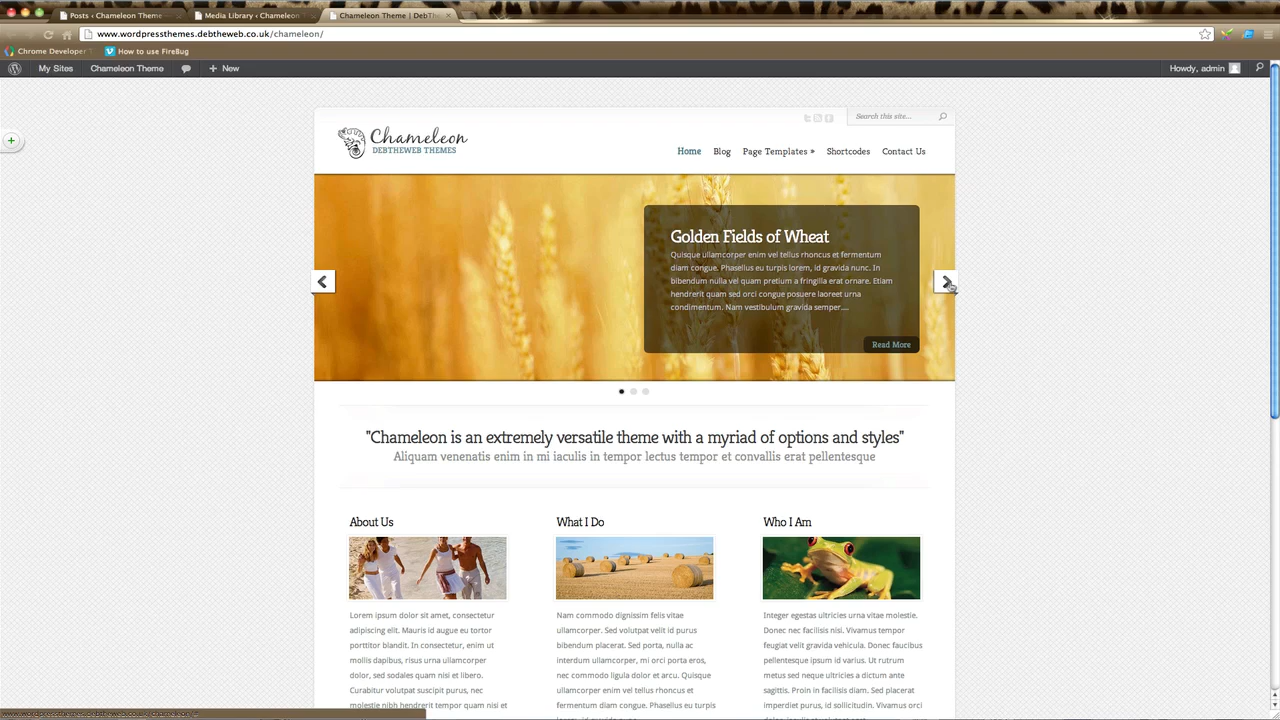 Posts ‹ Chameleon Theme
Media Library ‹ Chameleon
Chameleon Theme | DebThe
www.wordpressthemes.debtheweb.co.uk/chameleon/
Chrome Developer
How to use FireBug
My Sites
Chameleon Theme
+ New
Howdy, admin
Chameleon
DEBTHEWEB THEMES
Search this site...
Home
Blog
Page Templates »
Shortcodes
Contact Us
Golden Fields of Wheat
Quisque ullamcorper enim vel tellus rhoncus et fermentum
diam congue. Phasellus eu turpis lorem, id gravida nunc. In
bibendum nulla vel quam pretium a fringilla erat ornare. Etiam
hendrerit quam sed orci congue posuere laoreet urna
condimentum. Nam vestibulum gravida semper....
Read More
"Chameleon is an extremely versatile theme with a myriad of options and styles"
Aliquam venenatis enim in mi iaculis in tempor lectus tempor et convallis erat pellentesque
About Us
Lorem ipsum dolor sit amet, consectetur
adipiscing elit. Mauris id augue eu tortor
porttitor blandit. In consectetur, enim ut
mollis dapibus, risus urna ullamcorper
dolor, sed sodales quam nisi et libero.
Curabitur volutpat suscipit purus, nec
mollis hendrerit tempor quam nisi et
What I Do
Nam commodo dignissim felis vitae
ullamcorper. Sed volutpat velit id purus
bibendum placerat. Sed porta, nulla ac
interdum ullamcorper, mi orci porta eros,
nec commodo ligula dolor et arcu. Quisque
ullamcorper enim vel tellus rhoncus et
fermentum diam congue. Phasellus eu turpis
Who I Am
Integer egestas ultricies urna vitae molestie.
Donec nec facilisis nisi. Vivamus tempor
feugiat velit gravida vehicula. Donec faucibus
pellentesque ipsum id varius. Ut rutrum
metus sed neque ultricies a dictum ante
sagittis. Proin in facilisis diam. Sed placerat
imperdiet purus, id sollicitudin. Vivamus
www.wordpressthemes.debtheweb.co.uk/chameleon/#